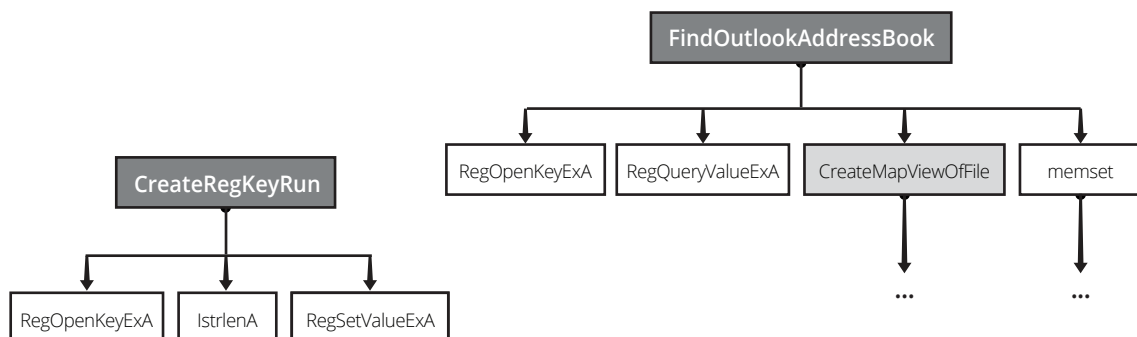 FindOutlookAddressBook
RegOpenKeyExA RegQueryValueExA CreateMapViewOfFile memset
CreateRegKeyRun
... ...
RegOpenKeyExA lstrlenA RegSetValueExA